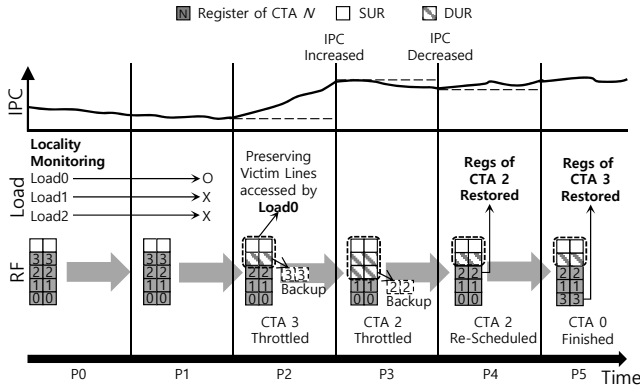 N Register of CTA N SUR DUR
IPC
Increased
IPC
Decreased
IPC
Load
RF
Locality
Monitoring
Load0 O
Load1 X
Load2 X
Preserving
Victim Lines
accessed by
Load0
Regs of
CTA 2
Restored
Regs of
CTA 3
Restored
3 3
2 2
1 1
0 0
3 3
2 2
1 1
0 0
2 2
1 1
0 0
3 3
Backup
1 1
0 0
2 2
Backup
2 2
1 1
0 0
2 2
1 1
3 3
CTA 3
Throttled
CTA 2
Throttled
CTA 2
Re-Scheduled
CTA 0
Finished
P0 P1 P2 P3 P4 P5 Time